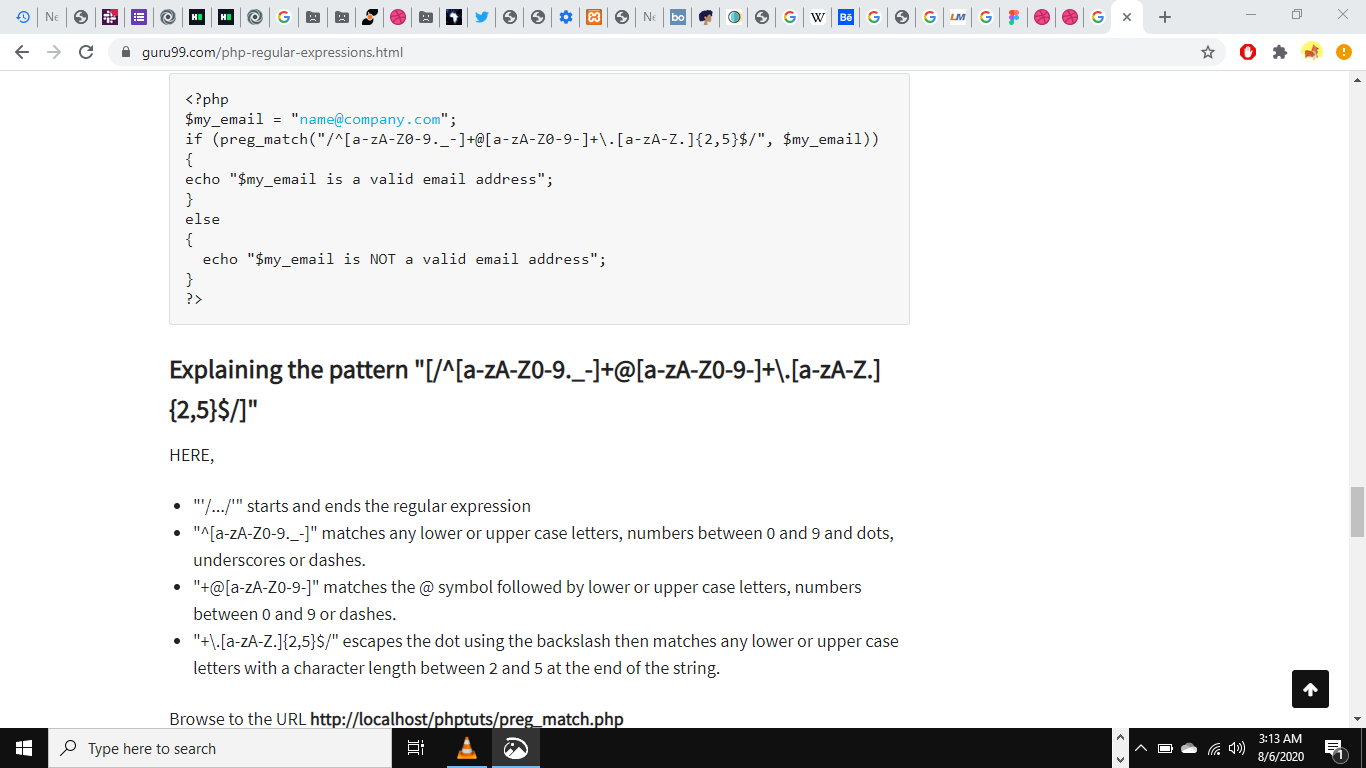 Ne
Ne
bo
W
Bē
LM
guru99.com/php-regular-expressions.html
<?php
$my_email = "name@company.com";
if (preg_match("/^[a-zA-Z0-9._-]+@[a-zA-Z0-9-]+\.[a-zA-Z.]{2,5}$/", $my_email))
{
echo "$my_email is a valid email address";
}
else
{
  echo "$my_email is NOT a valid email address";
}
?>
Explaining the pattern "[/^[a-zA-Z0-9._-]+@[a-zA-Z0-9-]+\.[a-zA-Z.]
{2,5}$/]"
HERE,
"'/.../'" starts and ends the regular expression
"^[a-zA-Z0-9._-]" matches any lower or upper case letters, numbers between 0 and 9 and dots,
underscores or dashes.
"+@[a-zA-Z0-9-]" matches the @ symbol followed by lower or upper case letters, numbers
between 0 and 9 or dashes.
"+\.[a-zA-Z.]{2,5}$/" escapes the dot using the backslash then matches any lower or upper case
letters with a character length between 2 and 5 at the end of the string.
Browse to the URL http://localhost/phptuts/preg_match.php
Type here to search
3:13 AM
8/6/2020
1